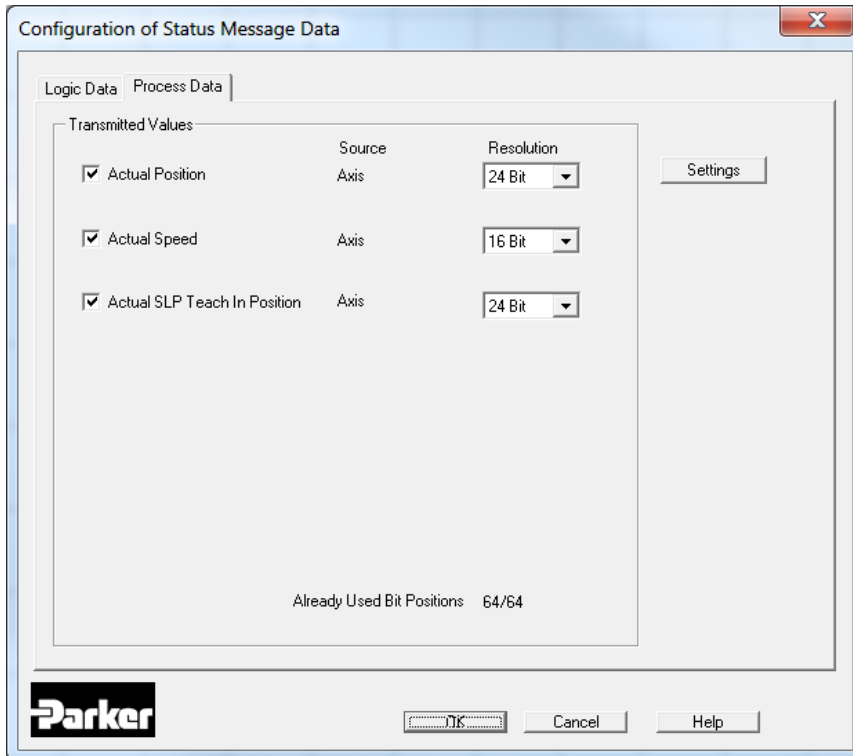 Configuration of Status Message Data
X
Logic Data Process Data
Transmitted Values
Source Resolution
Actual Position Axis 24 Bit Settings
Actual Speed Axis 16 Bit
Actual SLP Teach In Position Axis 24 Bit
Already Used Bit Positions 64/64
Parker OK Cancel Help